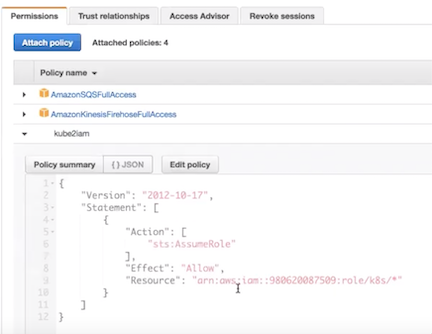 Permissions Trust relationships Access Advisor Revoke sessions
Attach policy Attached policies: 4
Policy name
AmazonSQSFullAccess
AmazonKinesisFirehoseFullAccess
kube2iam
Policy summary {} JSON Edit policy
1 {
2 "Version": "2012-10-17",
3 "Statement": [
4 {
5 "Action": [
6 "sts:AssumeRole"
7 ],
8 "Effect": "Allow",
9 "Resource": "arn:aws:iam::980620087509:role/k8s/*"
10 }
11 ]
12 }